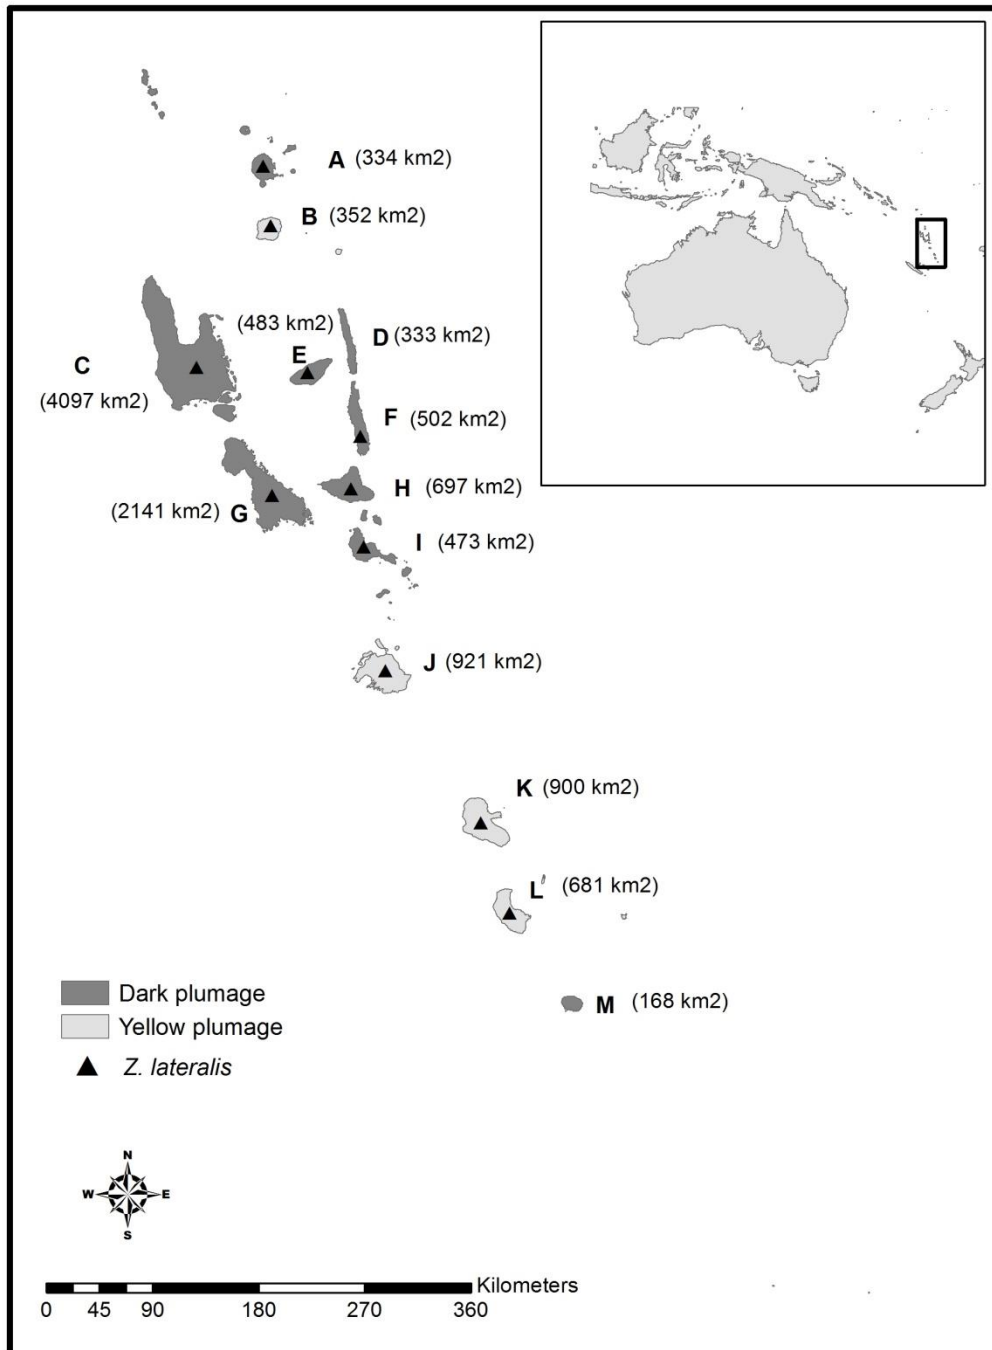 A (334 km2)
B (352 km2)
(483 km2)
D (333 km2)
E
C
(4097 km2)
F (502 km2)
H (697 km2)
(2141 km2) G
I (473 km2)
J (921 km2)
K (900 km2)
L (681 km2)
M (168 km2)
Dark plumage
Yellow plumage
Z. lateralis
N
W E
S
Kilometers
0 45 90 180 270 360